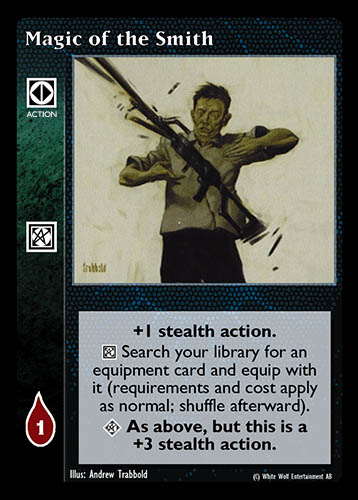 Magic of the Smith
ACTION
Trabbold
+1 stealth action.
Search your library for an
equipment card and equip with
it (requirements and cost apply
as normal; shuffle afterward).
As above, but this is a
+3 stealth action.
1
Illus: Andrew Trabbold
(C) White Wolf Entertainment AB